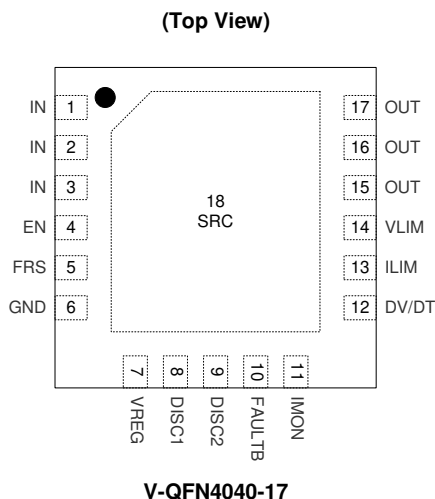 (Top View)
IN 1
IN 2
IN 3
EN 4
FRS 5
GND 6
18
SRC
17 OUT
16 OUT
15 OUT
14 VLIM
13 ILIM
12 DV/DT
7 VREG
8 DISC1
9 DISC2
10 FAULTB
11 IMON
V-QFN4040-17